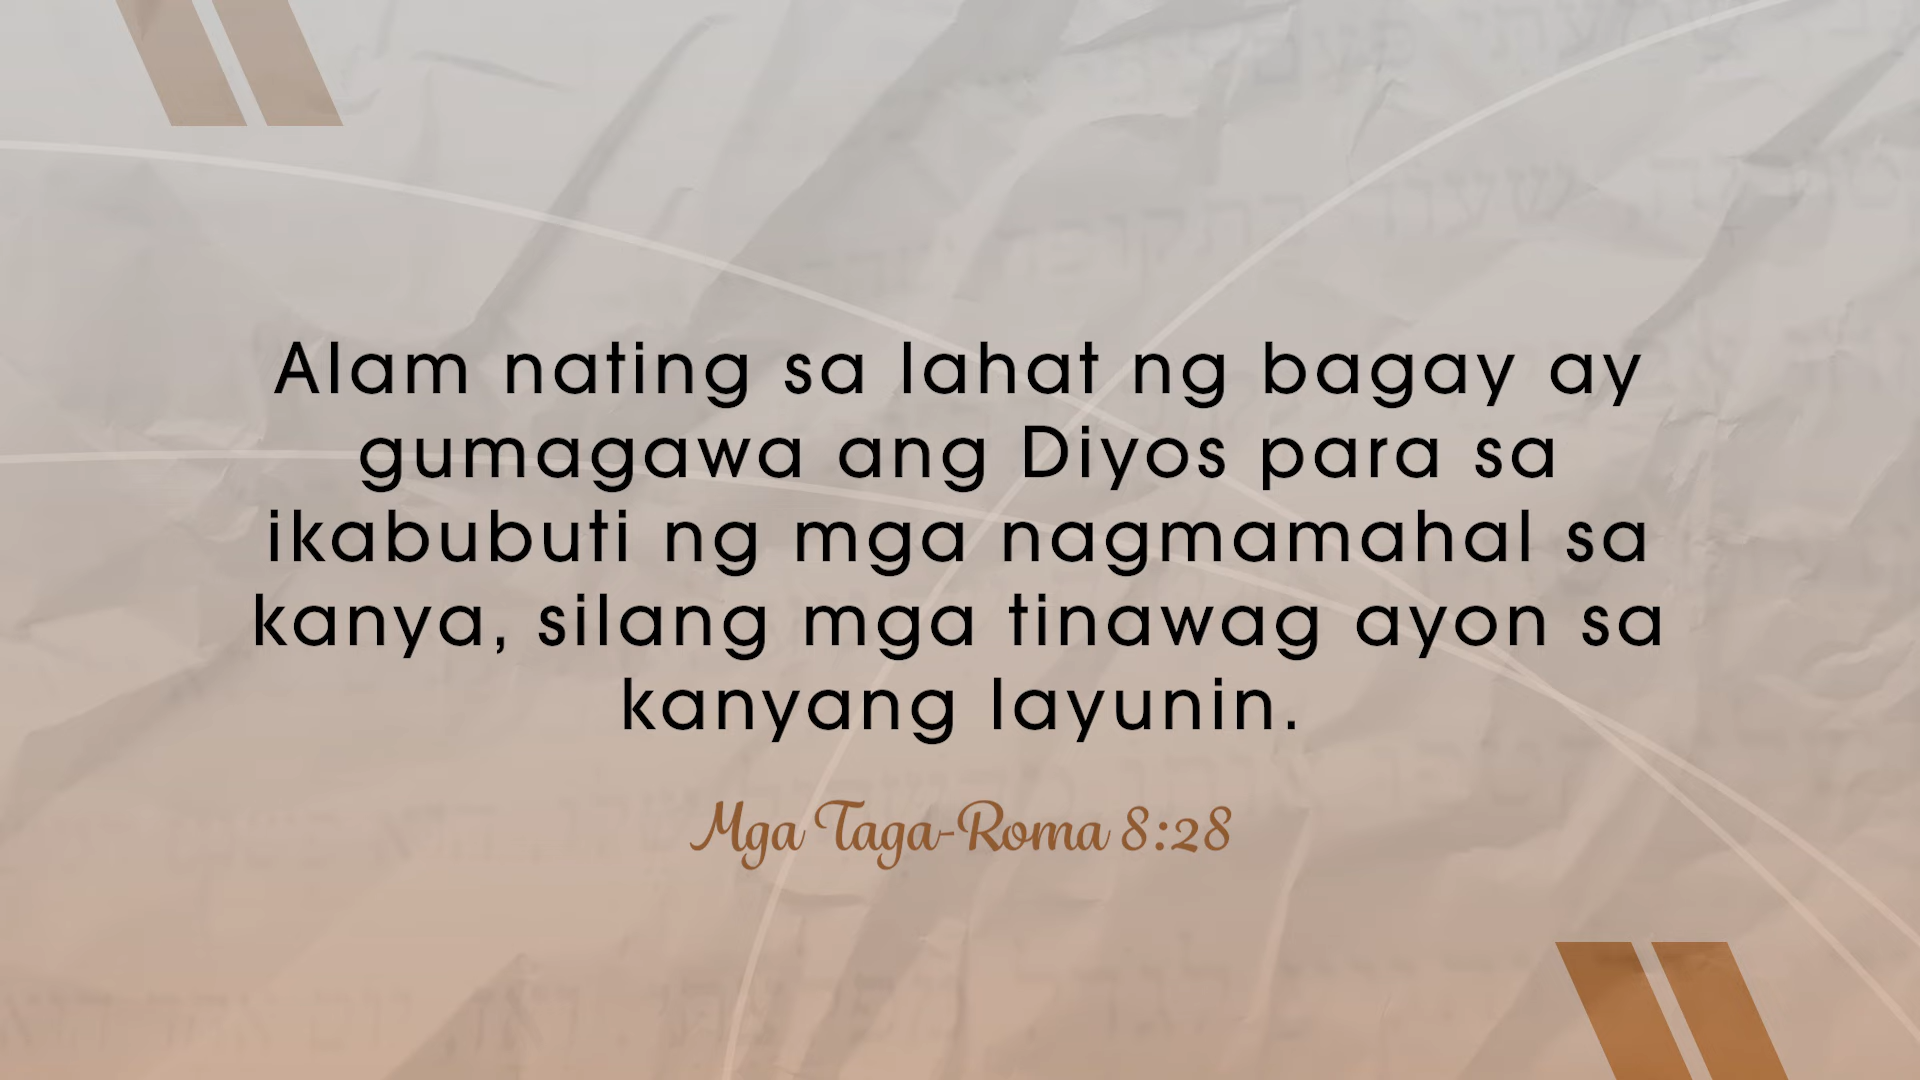 Alam nating sa lahat ng bagay ay
gumagawa ang Diyos para sa
ikabubuti ng mga nagmamahal sa
kanya, silang mga tinawag ayon sa
kanyang layunin.
Mga Taga-Roma 8:28